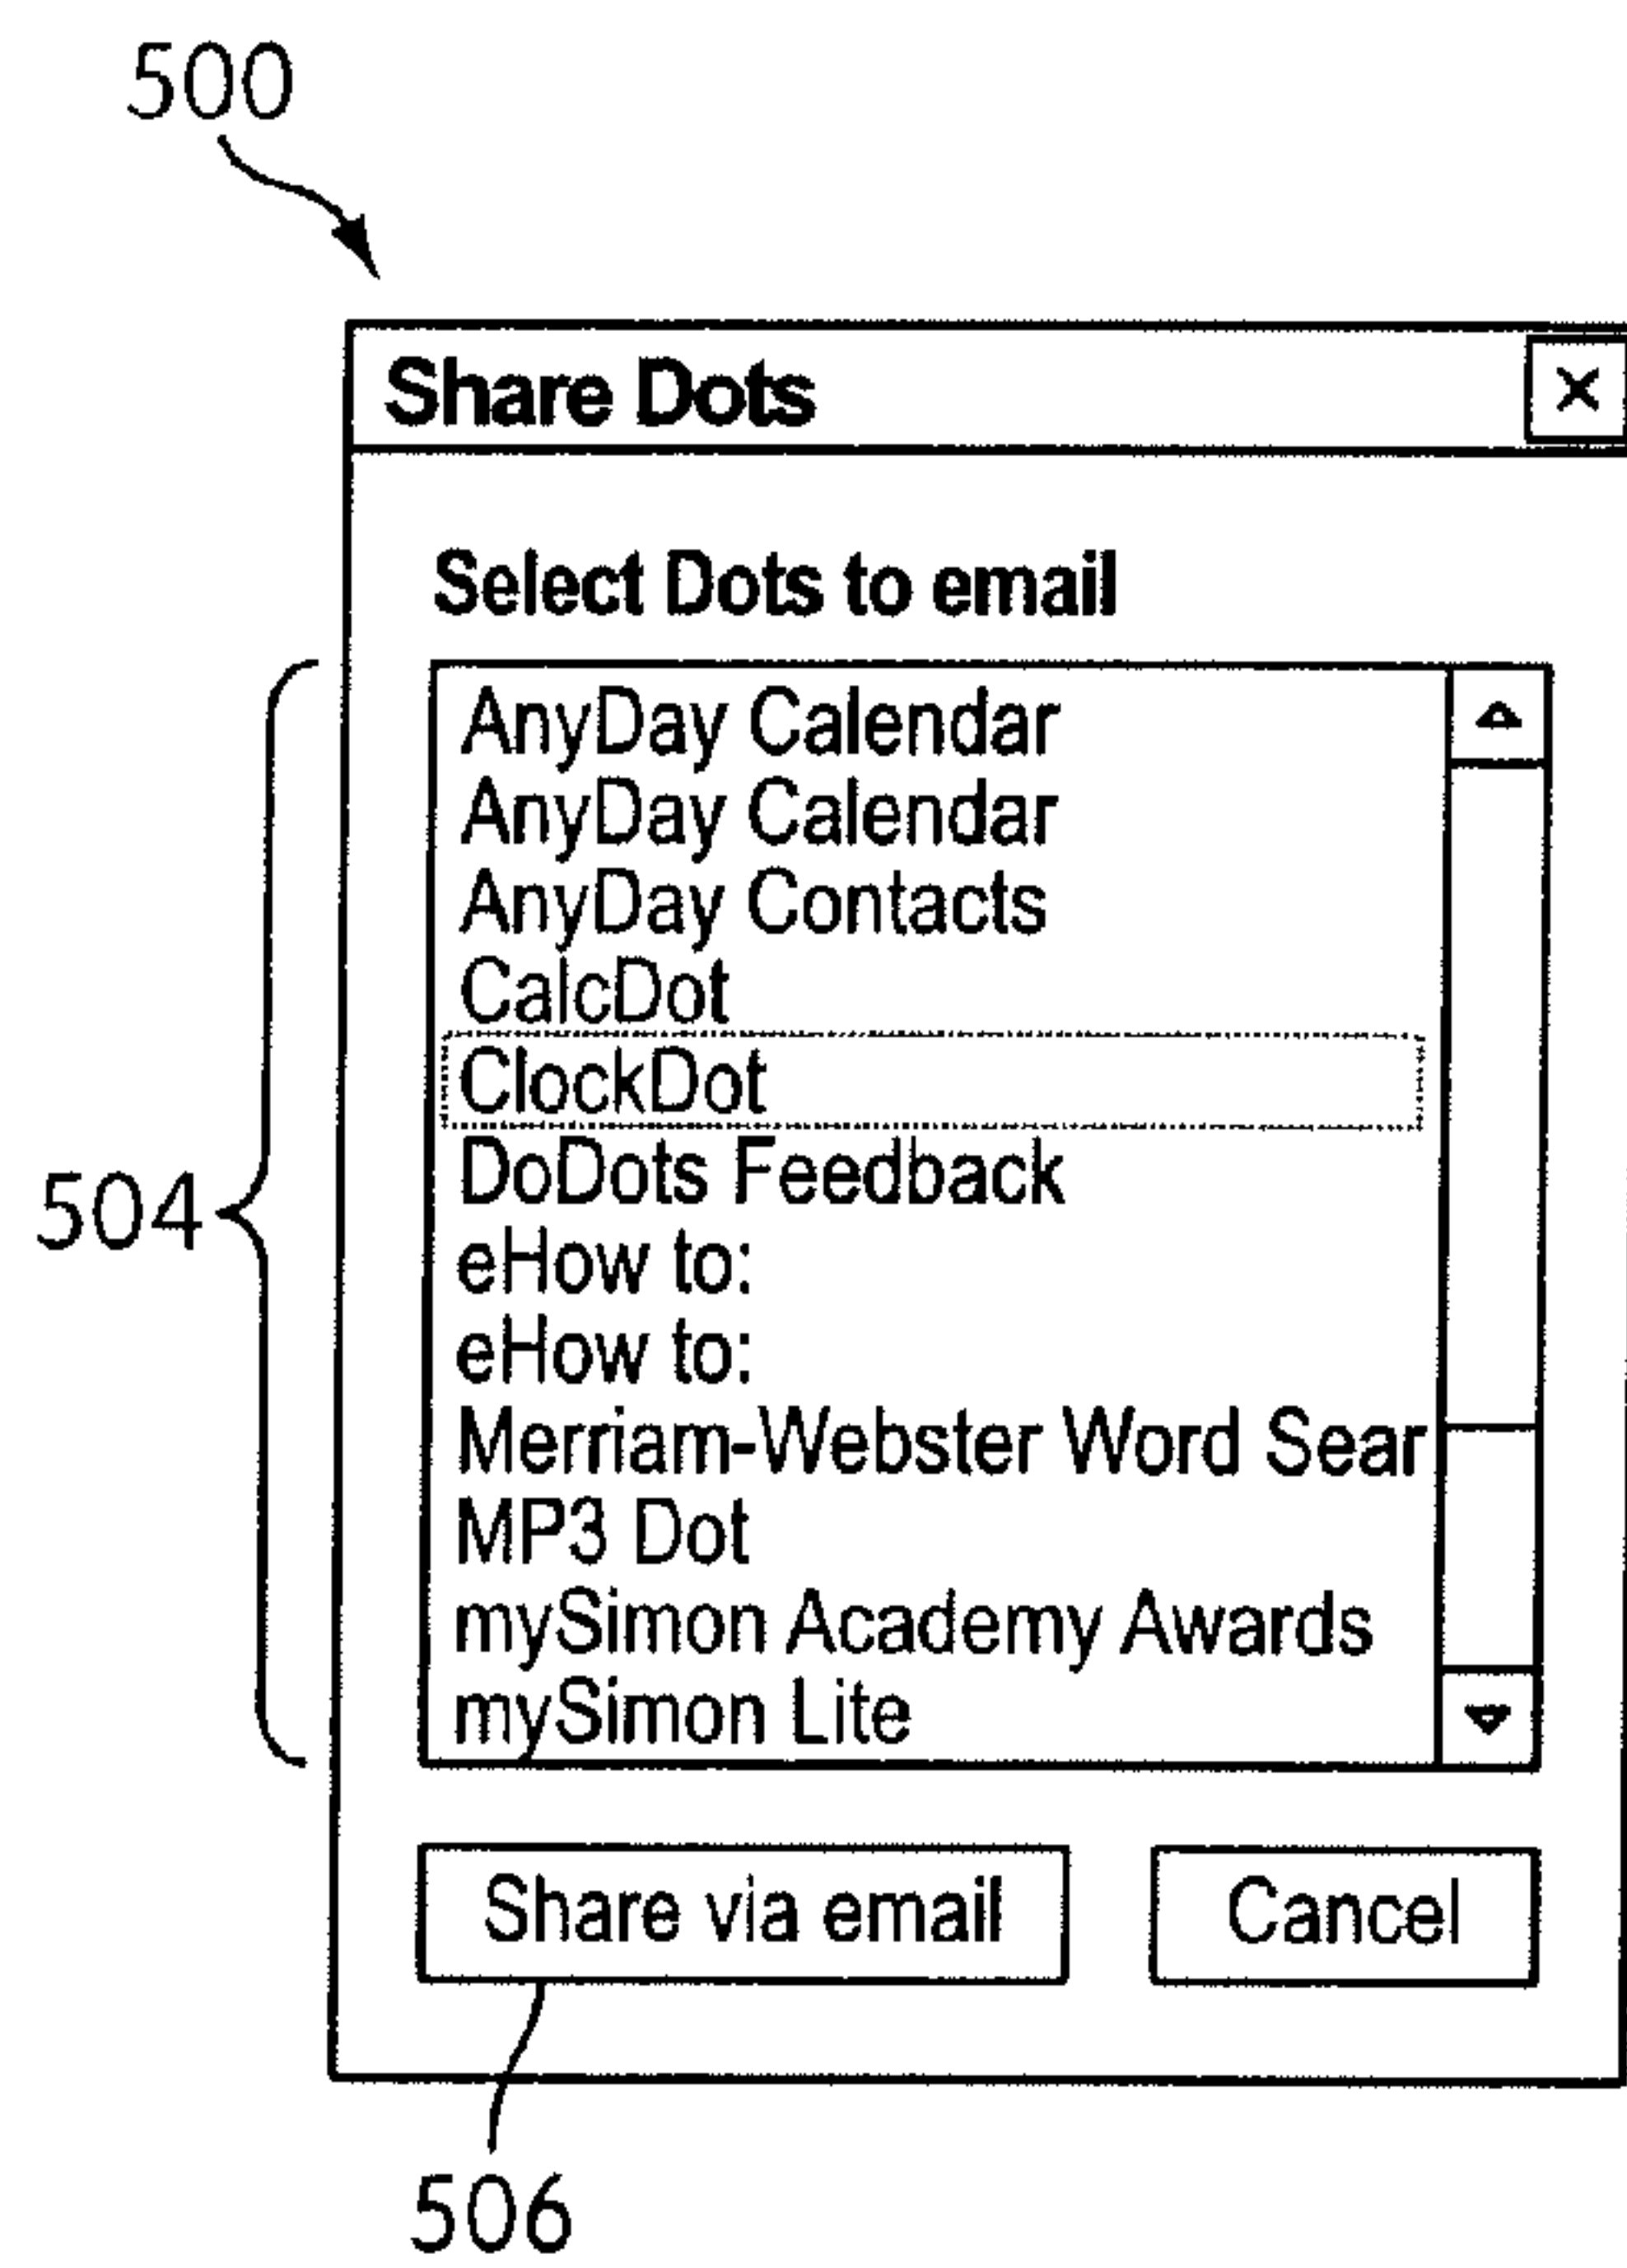 500
Share Dots
Select Dots to email
AnyDay Calendar
AnyDay Calendar
AnyDay Contacts
CalcDot
ClockDot
504
DoDots Feedback
eHow to:
eHow to:
Merriam-Webster Word Sear
MP3 Dot
mySimon Academy Awards
mySimon Lite
Share via email Cancel
506